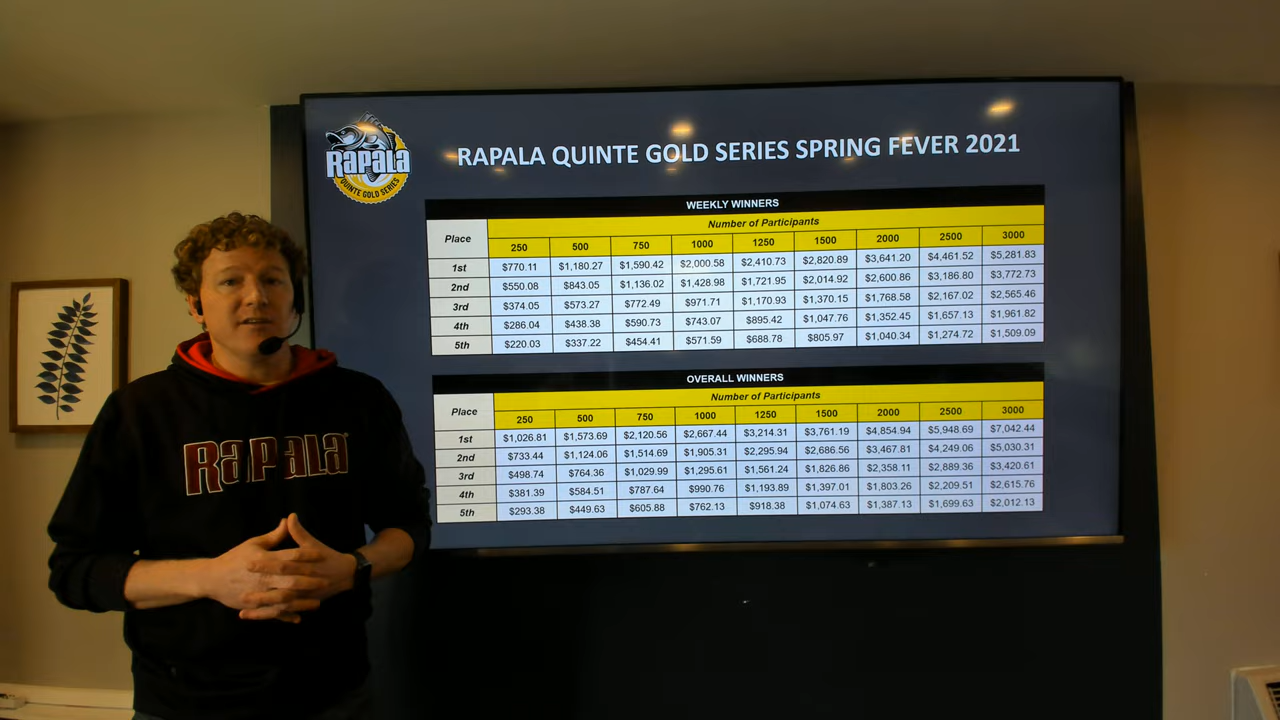 RAPALA QUINTE GOLD SERIES SPRING FEVER 2021
Rapala
QUINTE GOLD SERIES
WEEKLY WINNERS
Place Number of Participants
250 500 750 1000 1250 1500 2000 2500 3000
1st $770.11 $1,180.27 $1,590.42 $2,000.58 $2,410.73 $2,820.89 $3,641.20 $4,461.52 $5,281.83
2nd $550.08 $843.05 $1,136.02 $1,428.98 $1,721.95 $2,014.92 $2,600.86 $3,186.80 $3,772.73
3rd $374.05 $573.27 $772.49 $971.71 $1,170.93 $1,370.15 $1,768.58 $2,167.02 $2,565.46
4th $286.04 $438.38 $590.73 $743.07 $895.42 $1,047.76 $1,352.45 $1,657.13 $1,961.82
5th $220.03 $337.22 $454.41 $571.59 $688.78 $805.97 $1,040.34 $1,274.72 $1,509.09
OVERALL WINNERS
Place Number of Participants
250 500 750 1000 1250 1500 2000 2500 3000
1st $1,026.81 $1,573.69 $2,120.56 $2,667.44 $3,214.31 $3,761.19 $4,854.94 $5,948.69 $7,042.44
2nd $733.44 $1,124.06 $1,514.69 $1,905.31 $2,295.94 $2,686.56 $3,467.81 $4,249.06 $5,030.31
3rd $498.74 $764.36 $1,029.99 $1,295.61 $1,561.24 $1,826.86 $2,358.11 $2,889.36 $3,420.61
4th $381.39 $584.51 $787.64 $990.76 $1,193.89 $1,397.01 $1,803.26 $2,209.51 $2,615.76
5th $293.38 $449.63 $605.88 $762.13 $918.38 $1,074.63 $1,387.13 $1,699.63 $2,012.13
Rapala